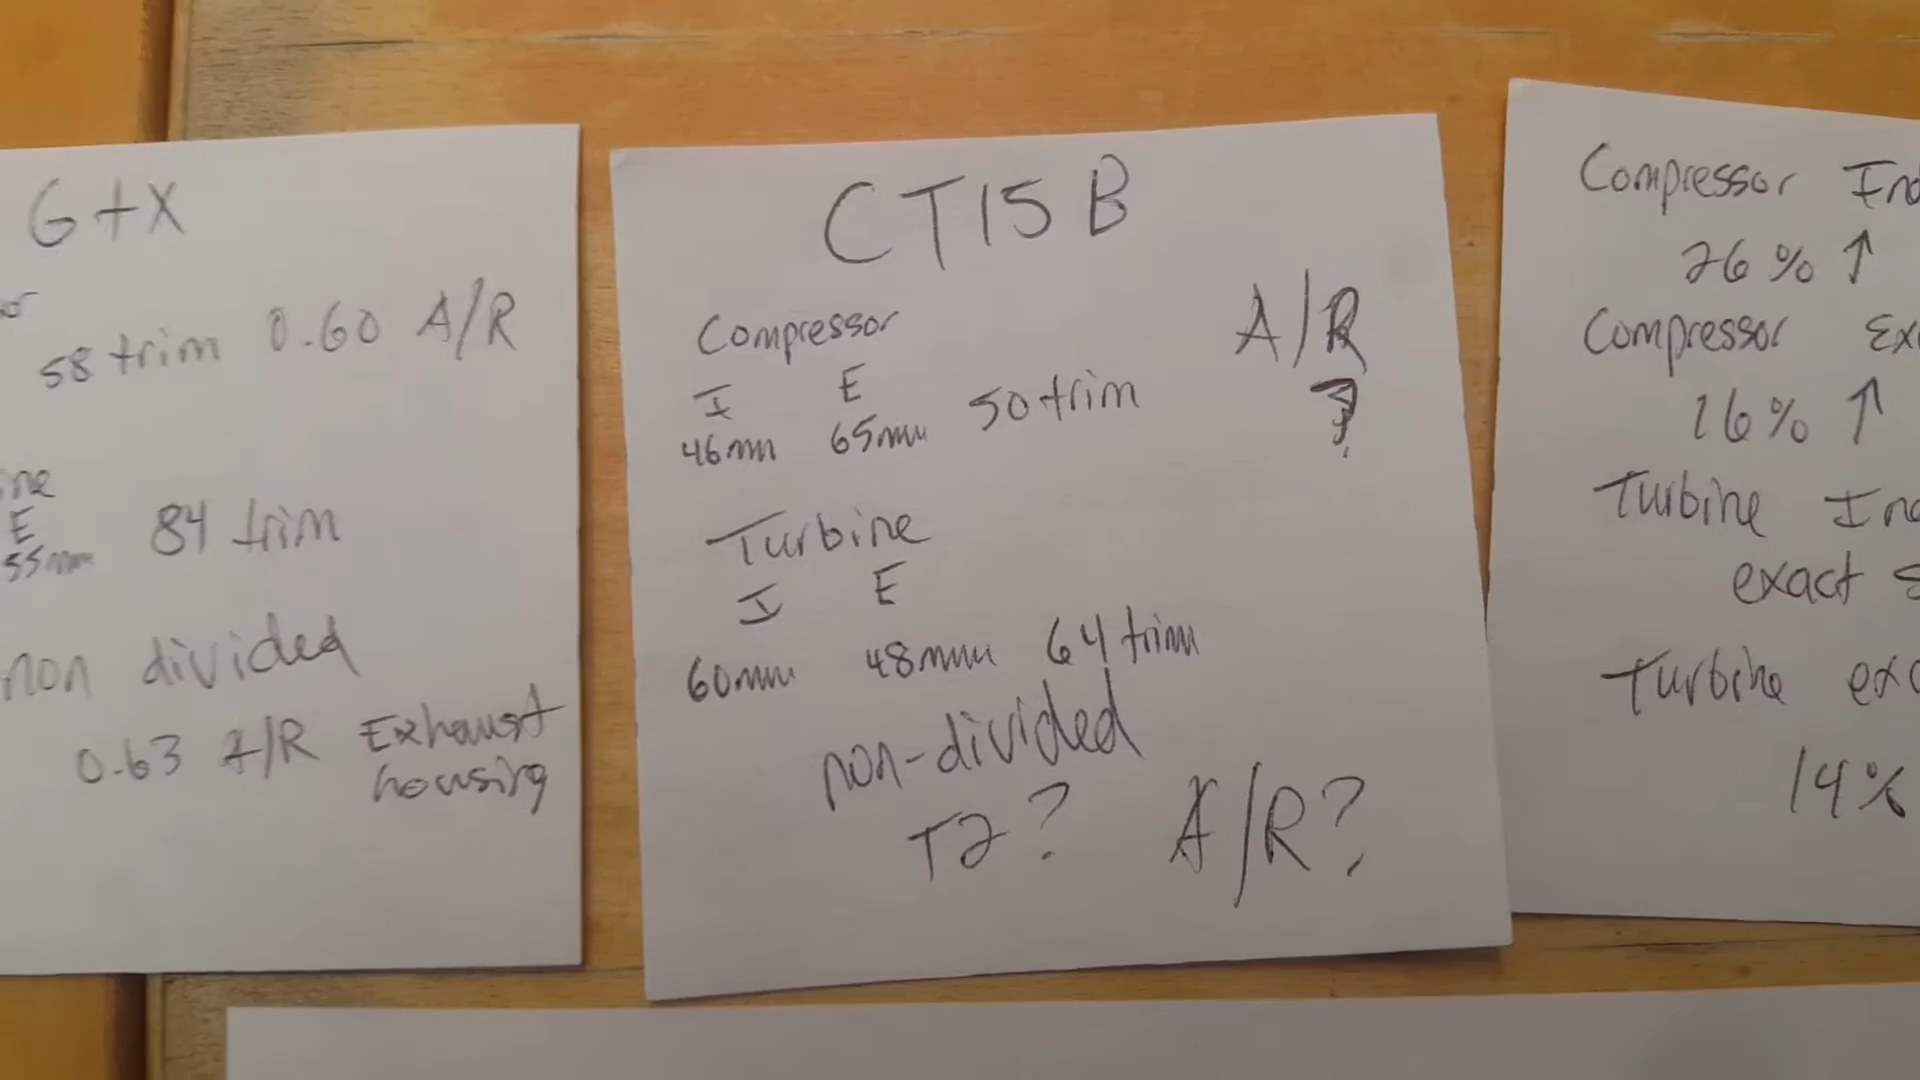 G+X
58 trim 0.60 A/R
E
55mm 84 trim
non divided
0.63 A/R Exhaust
housing
CT15B
Compressor A/R
I E ?
46mm 65mm 50 trim
Turbine
I E
60mm 48mm 64 trim
non-divided
T2? A/R?
Compressor
26% ↑
Compressor
16% ↑
Turbine
exact
Turbine
14%